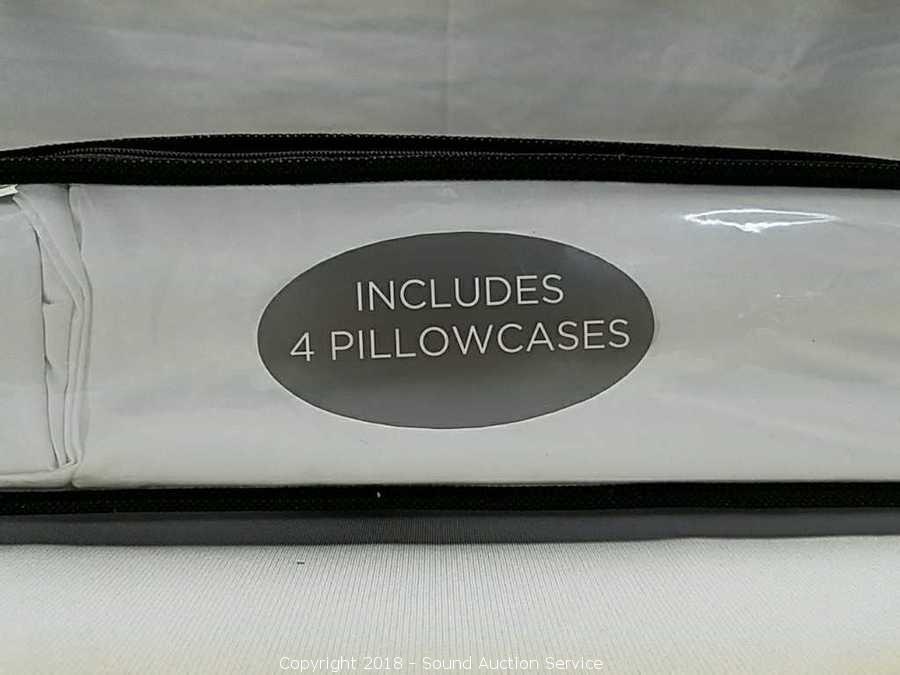 INCLUDES
4 PILLOWCASES
Copyright 2018 - Sound Auction Service